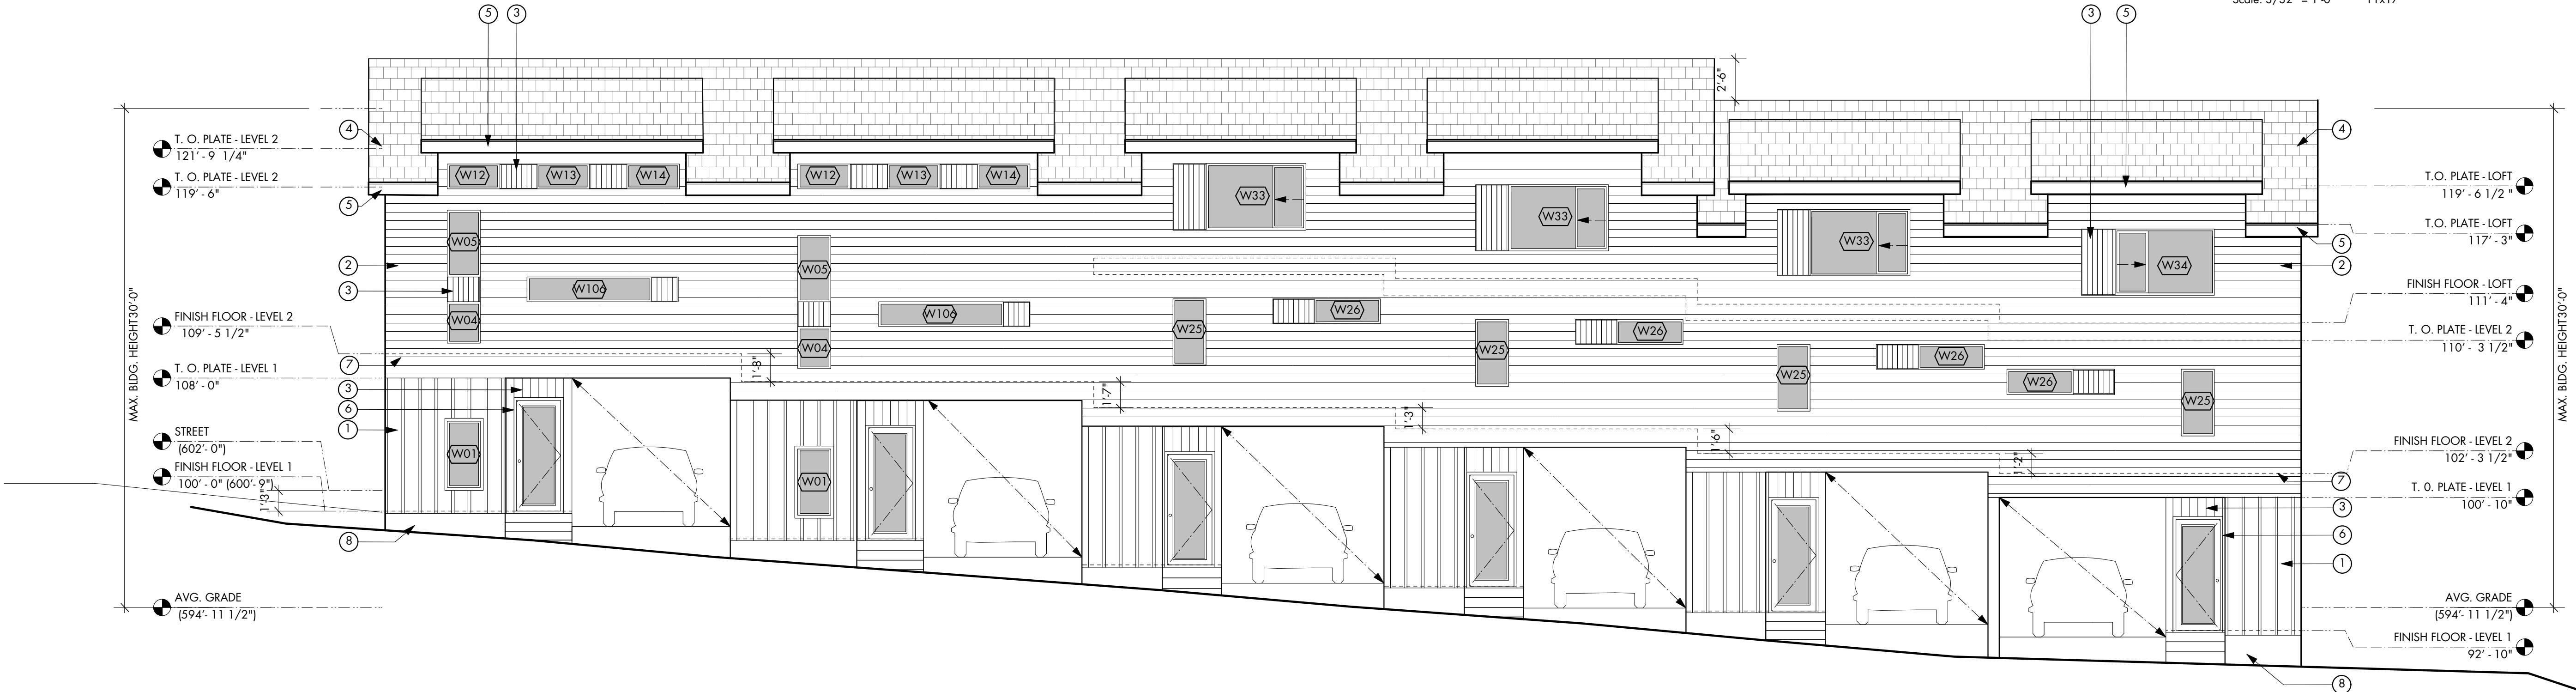 Scale: 3/32" = 1'-0" 11x17
5 3
3 5
2'-6"
4
T. O. PLATE - LEVEL 2
121' - 9 1/4"
T. O. PLATE - LEVEL 2
119' - 6"
5
2
3
MAX. BLDG. HEIGHT30'-0"
FINISH FLOOR - LEVEL 2
109' - 5 1/2"
7
T. O. PLATE - LEVEL 1
108' - 0"
3
6
1
STREET
(602'- 0")
FINISH FLOOR - LEVEL 1
100' - 0" (600'- 9")
1'-3"
8
AVG. GRADE
(594'- 11 1/2")
W12 W13 W14 W12 W13 W14
W33
W33
W33
W34
W05
W05
W106
W106
W04
W04
W25
W26
W25
W26
W25
W26
W26
W25
1'-8"
1'-7"
1'-3"
1'-6"
1'-2"
W01
W01
4
T.O. PLATE - LOFT
119' - 6 1/2 "
T.O. PLATE - LOFT
117' - 3"
5
2
FINISH FLOOR - LOFT
111' - 4"
T. O. PLATE - LEVEL 2
110' - 3 1/2"
MAX. BLDG. HEIGHT30'-0"
FINISH FLOOR - LEVEL 2
102' - 3 1/2"
7
T. 0. PLATE - LEVEL 1
100' - 10"
3
6
1
AVG. GRADE
(594'- 11 1/2")
FINISH FLOOR - LEVEL 1
92' - 10"
8